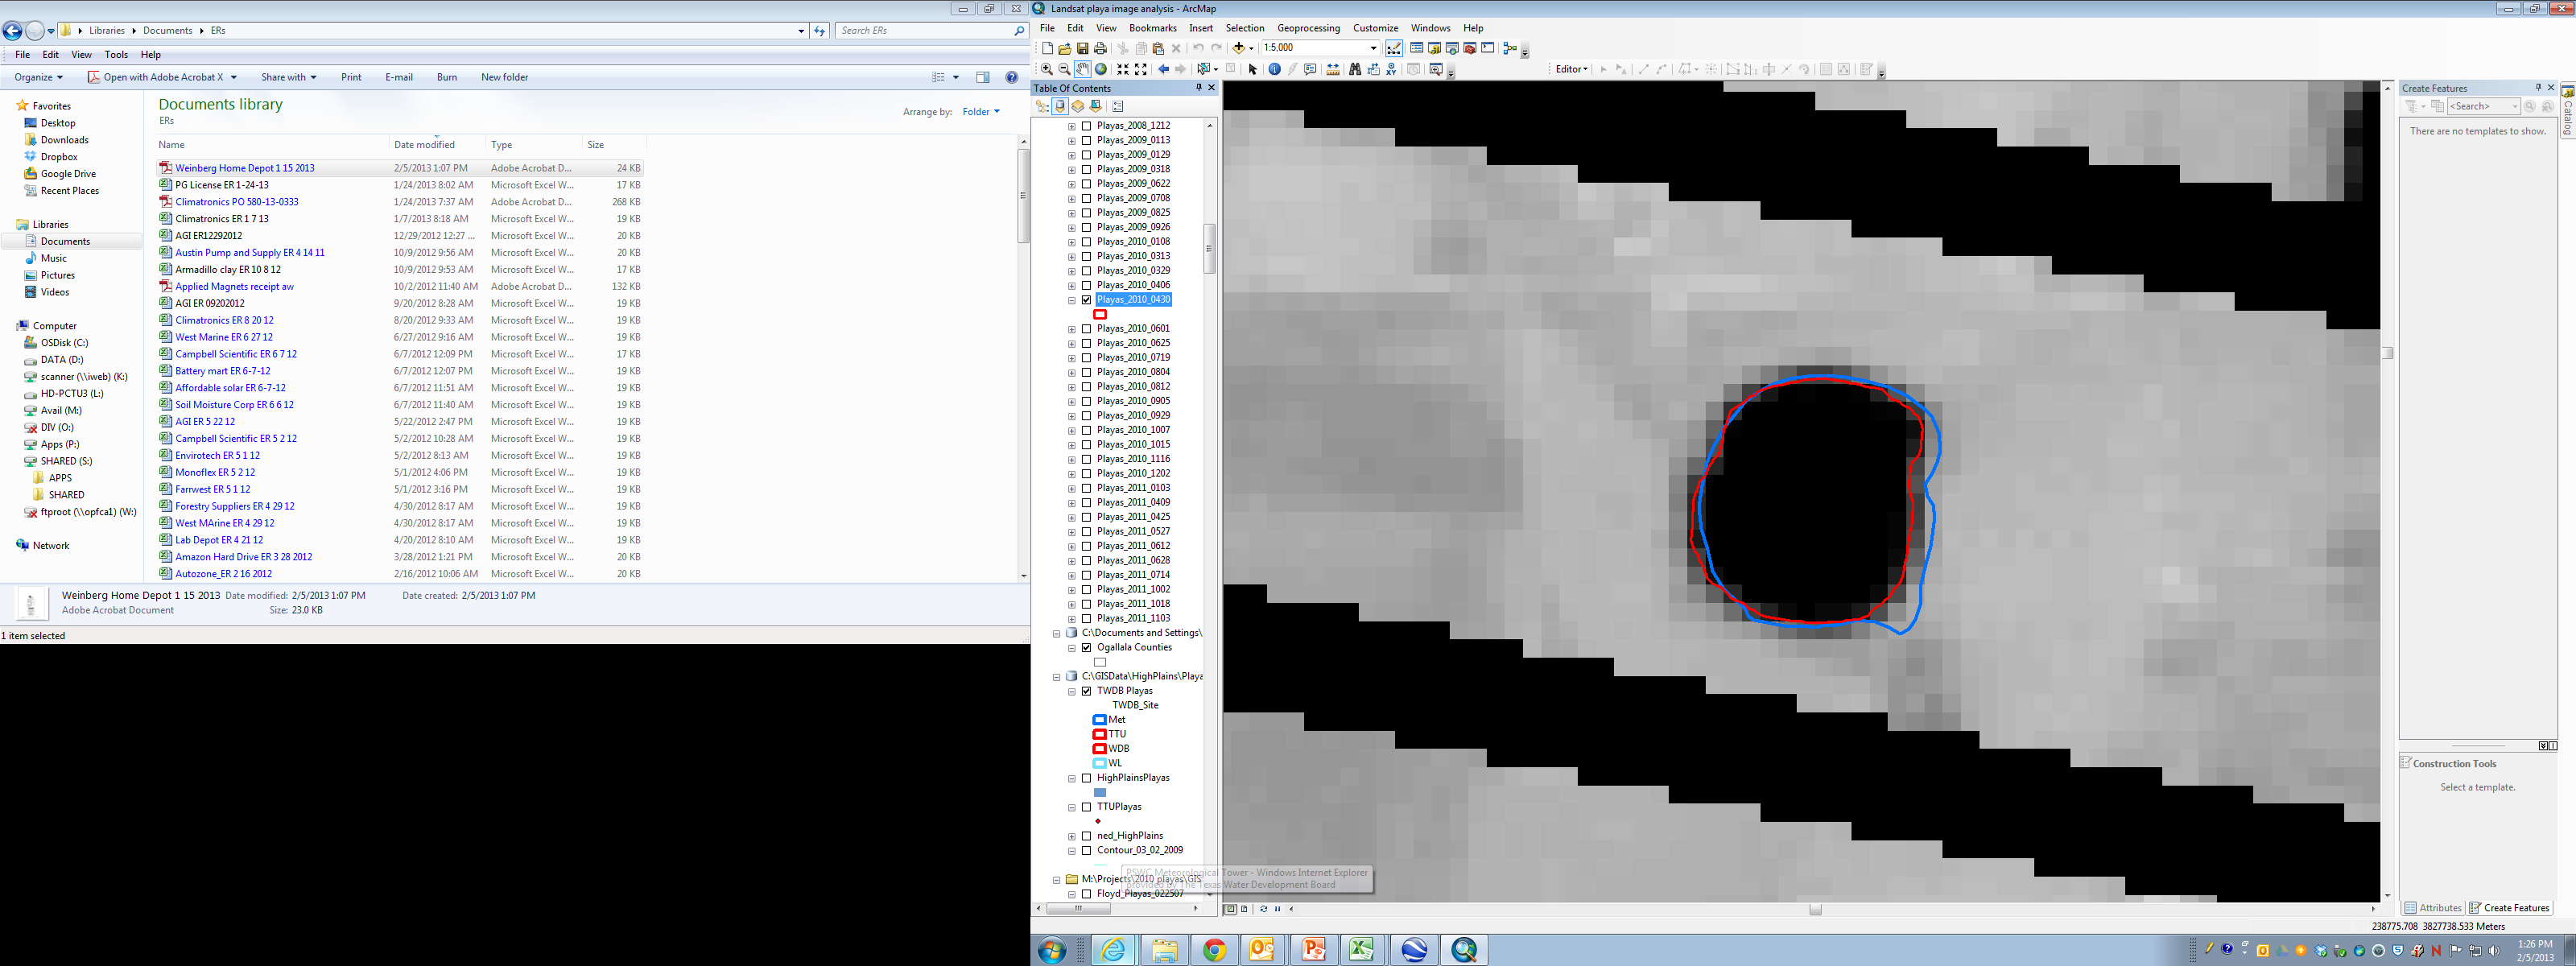 Libraries ▸ Documents ▸ ERs
Search ERs
File Edit View Tools Help
Organize Open with Adobe Acrobat X Share with Print E-mail Burn New folder
Documents library
ERs
Arrange by: Folder
Name Date modified Type Size
Weinberg Home Depot 1 15 2013 2/5/2013 1:07 PM Adobe Acrobat D... 24 KB
PG License ER 1-24-13 1/24/2013 8:02 AM Microsoft Excel W... 17 KB
Climatronics PO 580-13-0333 1/24/2013 7:37 AM Adobe Acrobat D... 268 KB
Climatronics ER 1 7 13 1/7/2013 8:18 AM Microsoft Excel W... 19 KB
AGI ER12292012 12/29/2012 12:27 ... Microsoft Excel W... 20 KB
Austin Pump and Supply ER 4 14 11 10/9/2012 9:56 AM Microsoft Excel W... 20 KB
Armadillo clay ER 10 8 12 10/9/2012 9:53 AM Microsoft Excel W... 17 KB
Applied Magnets receipt aw 10/2/2012 11:40 AM Adobe Acrobat D... 132 KB
AGI ER 09202012 9/20/2012 8:28 AM Microsoft Excel W... 19 KB
Climatronics ER 8 20 12 8/20/2012 9:33 AM Microsoft Excel W... 19 KB
West Marine ER 6 27 12 6/27/2012 9:16 AM Microsoft Excel W... 19 KB
Campbell Scientific ER 6 7 12 6/7/2012 12:09 PM Microsoft Excel W... 17 KB
Battery mart ER 6-7-12 6/7/2012 12:07 PM Microsoft Excel W... 19 KB
Affordable solar ER 6-7-12 6/7/2012 11:51 AM Microsoft Excel W... 19 KB
Soil Moisture Corp ER 6 6 12 6/7/2012 11:40 AM Microsoft Excel W... 19 KB
AGI ER 5 22 12 5/22/2012 2:47 PM Microsoft Excel W... 19 KB
Campbell Scientific ER 5 2 12 5/2/2012 10:28 AM Microsoft Excel W... 19 KB
Envirotech ER 5 1 12 5/2/2012 8:13 AM Microsoft Excel W... 19 KB
Monoflex ER 5 2 12 5/1/2012 4:06 PM Microsoft Excel W... 19 KB
Farrwest ER 5 1 12 5/1/2012 3:16 PM Microsoft Excel W... 19 KB
Forestry Suppliers ER 4 29 12 4/30/2012 8:17 AM Microsoft Excel W... 19 KB
West MArine ER 4 29 12 4/30/2012 8:17 AM Microsoft Excel W... 19 KB
Lab Depot ER 4 21 12 4/20/2012 8:10 AM Microsoft Excel W... 19 KB
Amazon Hard Drive ER 3 28 2012 3/28/2012 1:21 PM Microsoft Excel W... 20 KB
Autozone_ER 2 16 2012 2/16/2012 10:06 AM Microsoft Excel W... 20 KB
Favorites
Desktop
Downloads
Dropbox
Google Drive
Recent Places
Libraries
Documents
Music
Pictures
Videos
Computer
OSDisk (C:)
DATA (D:)
scanner (\\iweb) (K:)
HD-PCTU3 (L:)
Avail (M:)
DIV (O:)
Apps (P:)
SHARED (S:)
APPS
SHARED
ftproot (\\opfca1) (W:)
Network
Weinberg Home Depot 1 15 2013 Date modified: 2/5/2013 1:07 PM Date created: 2/5/2013 1:07 PM
Adobe Acrobat Document Size: 23.0 KB
1 item selected
Landsat playa image analysis - ArcMap
File Edit View Bookmarks Insert Selection Geoprocessing Customize Windows Help
1:5,000
Editor
Table Of Contents
Playas_2008_1212
Playas_2009_0113
Playas_2009_0129
Playas_2009_0318
Playas_2009_0622
Playas_2009_0708
Playas_2009_0825
Playas_2009_0926
Playas_2010_0108
Playas_2010_0313
Playas_2010_0329
Playas_2010_0406
Playas_2010_0430
Playas_2010_0601
Playas_2010_0625
Playas_2010_0719
Playas_2010_0804
Playas_2010_0812
Playas_2010_0905
Playas_2010_0929
Playas_2010_1007
Playas_2010_1015
Playas_2010_1116
Playas_2010_1202
Playas_2011_0103
Playas_2011_0409
Playas_2011_0425
Playas_2011_0527
Playas_2011_0612
Playas_2011_0628
Playas_2011_0714
Playas_2011_1002
Playas_2011_1018
Playas_2011_1103
C:\Documents and Settings\
Ogallala Counties
C:\GISData\HighPlains\Playa
TWDB Playas
TWDB_Site
Met
TTU
WDB
WL
HighPlainsPlayas
TTUPlayas
ned_HighPlains
Contour_03_02_2009
M:\Projects\2010 playas\GIS
Floyd_Playas_022507
PSWC Meteorological Tower - Windows Internet Explorer
provided by The Texas Water Development Board
Create Features
<Search>
There are no templates to show.
Catalog
Construction Tools
Select a template.
Attributes Create Features
238775.708 3827738.533 Meters
1:26 PM
2/5/2013